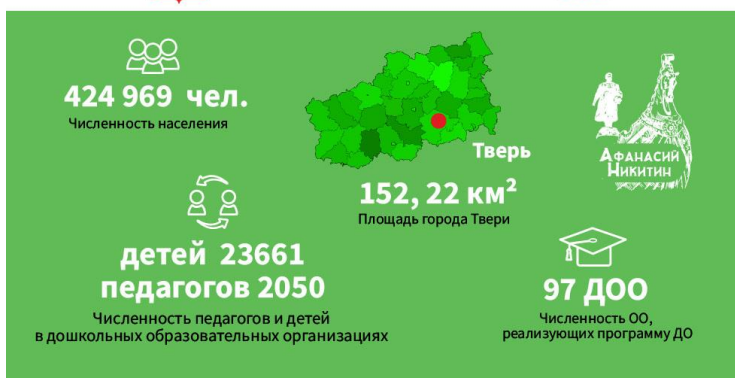 424 969 чел.
Численность населения
Тверь
152, 22 км²
Площадь города Твери
Афанасий
Никитин
детей 23661
педагогов 2050
Численность педагогов и детей
в дошкольных образовательных организациях
97 ДОО
Численность ОО,
реализующих программу ДО